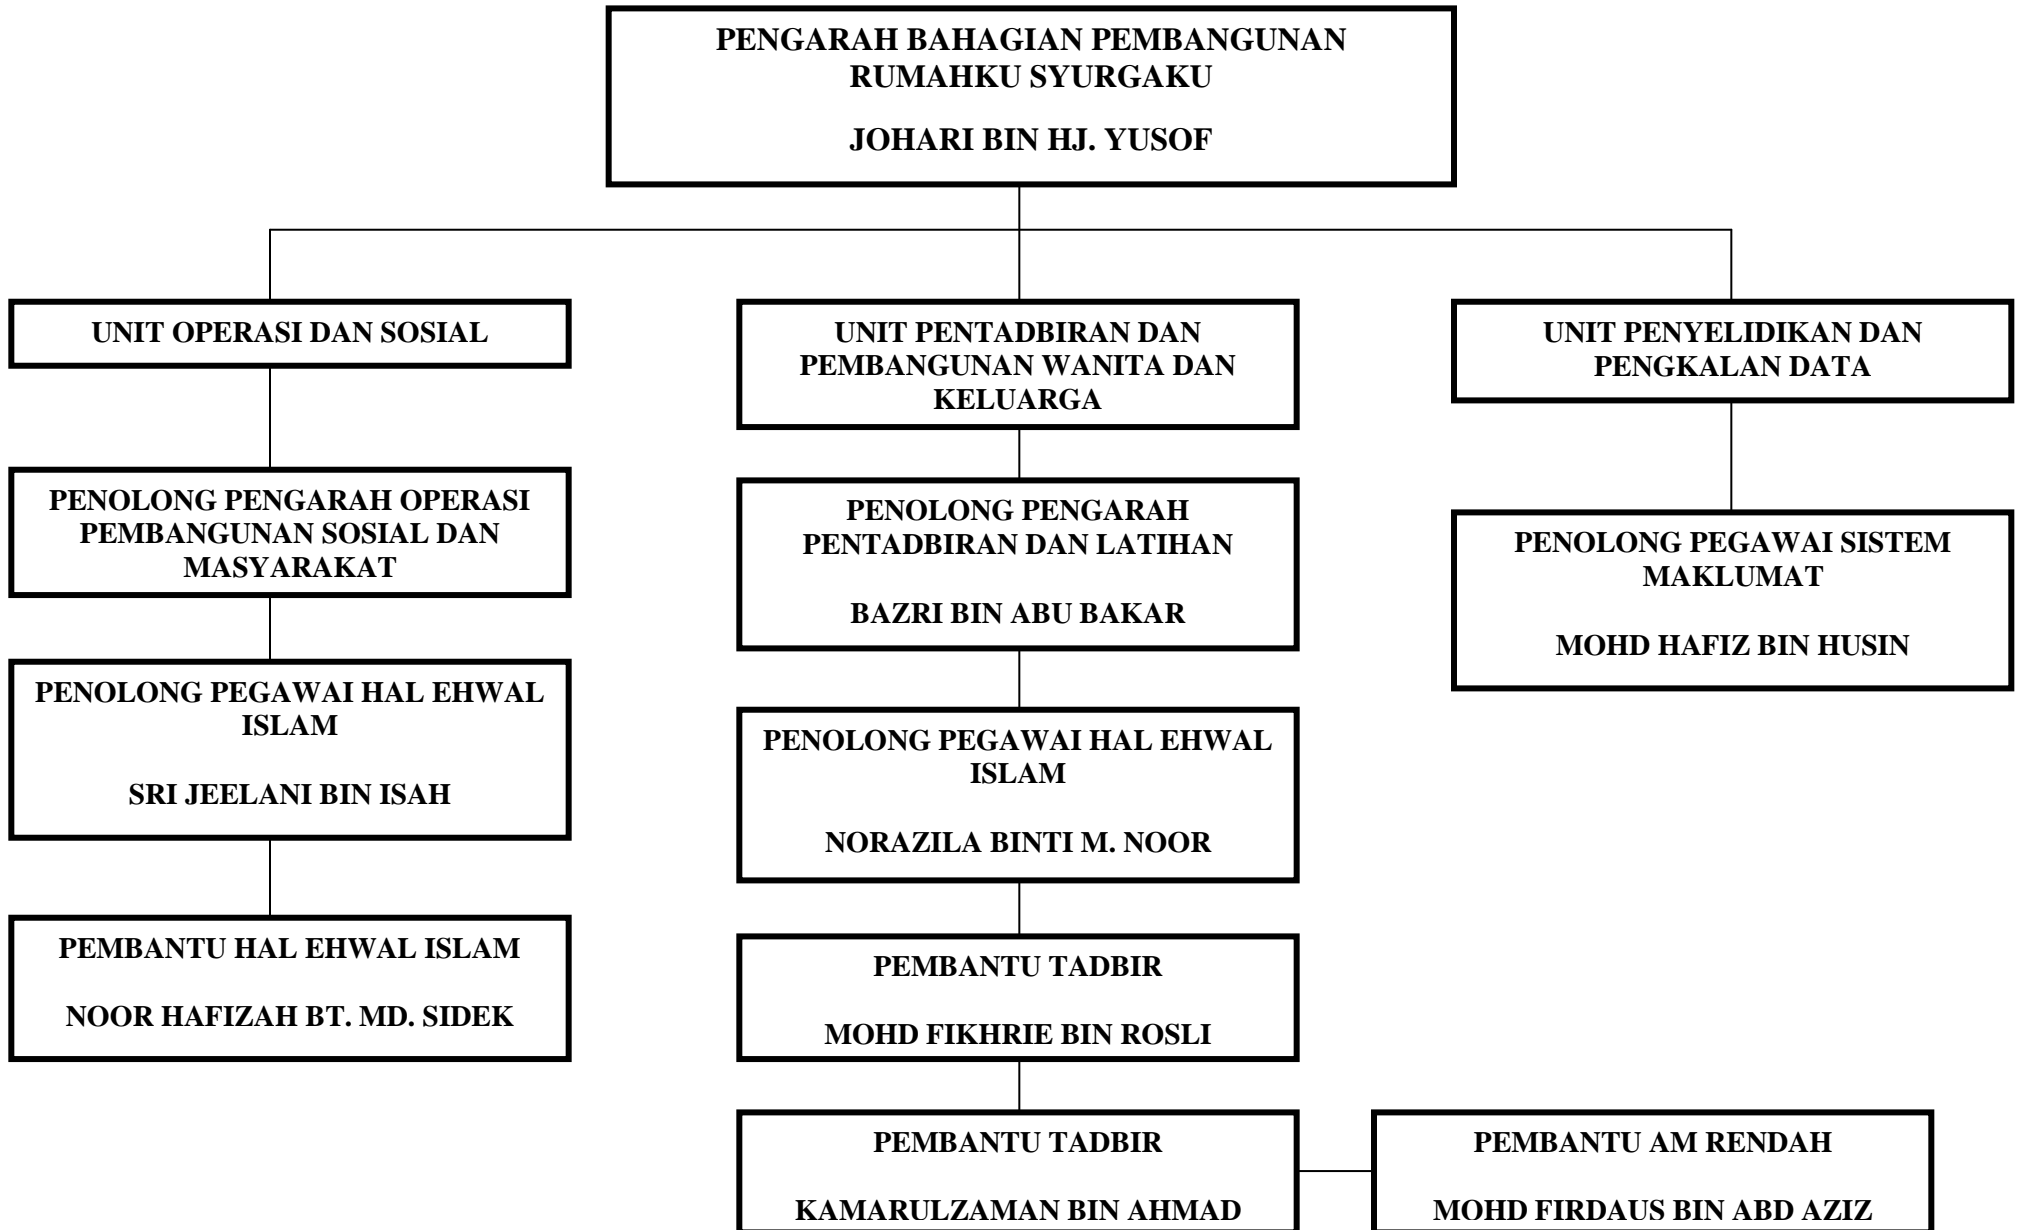 PENGARAH BAHAGIAN PEMBANGUNAN
RUMAHKU SYURGAKU
JOHARI BIN HJ. YUSOF
UNIT OPERASI DAN SOSIAL
PENOLONG PENGARAH OPERASI
PEMBANGUNAN SOSIAL DAN
MASYARAKAT
PENOLONG PEGAWAI HAL EHWAL
ISLAM
SRI JEELANI BIN ISAH
PEMBANTU HAL EHWAL ISLAM
NOOR HAFIZAH BT. MD. SIDEK
UNIT PENTADBIRAN DAN
PEMBANGUNAN WANITA DAN
KELUARGA
PENOLONG PENGARAH
PENTADBIRAN DAN LATIHAN
BAZRI BIN ABU BAKAR
PENOLONG PEGAWAI HAL EHWAL
ISLAM
NORAZILA BINTI M. NOOR
PEMBANTU TADBIR
MOHD FIKHRIE BIN ROSLI
PEMBANTU TADBIR
KAMARULZAMAN BIN AHMAD
PEMBANTU AM RENDAH
MOHD FIRDAUS BIN ABD AZIZ
UNIT PENYELIDIKAN DAN
PENGKALAN DATA
PENOLONG PEGAWAI SISTEM
MAKLUMAT
MOHD HAFIZ BIN HUSIN